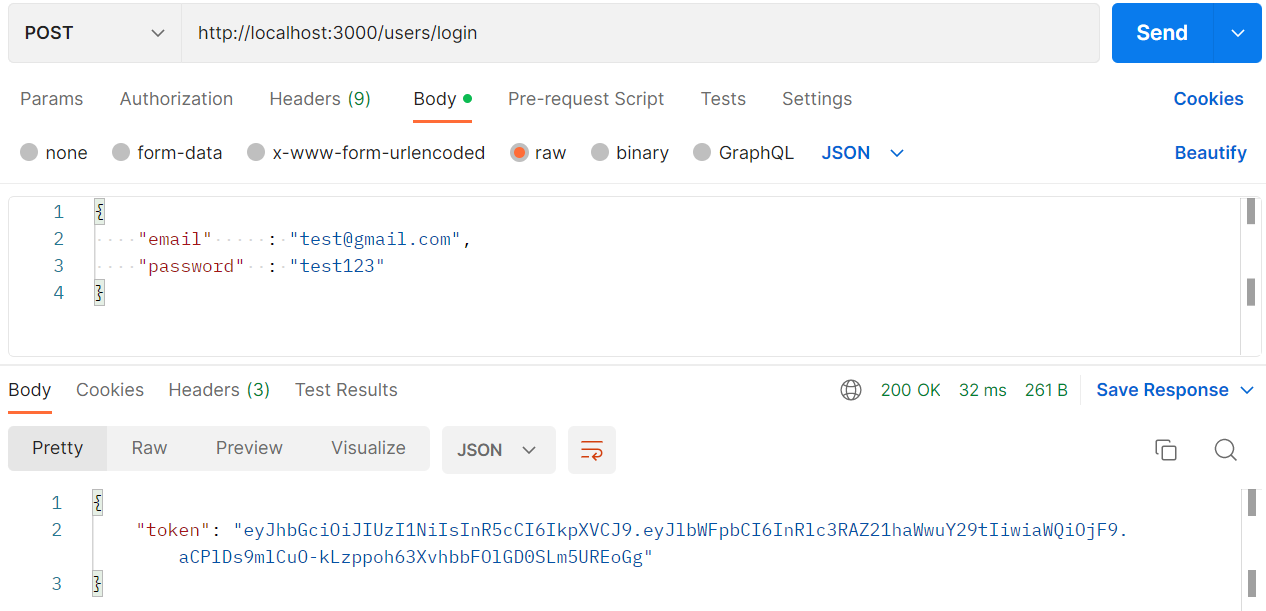 POST http://localhost:3000/users/login Send
Params Authorization Headers (9) Body Pre-request Script Tests Settings Cookies
none form-data x-www-form-urlencoded raw binary GraphQL JSON Beautify
1 {
2 "email" : "test@gmail.com",
3 "password" : "test123"
4 }
Body Cookies Headers (3) Test Results 200 OK 32 ms 261 B Save Response
Pretty Raw Preview Visualize JSON
1 {
2 "token": "eyJhbGciOiJIUzI1NiIsInR5cCI6IkpXVCJ9.eyJlbWFpbCI6InRlc3RAZ21haWwuY29tIiwiaWQiOjF9.
aCPlDs9mlCuO-kLzppoh63XvhbbFOlGD0SLm5UREoGg"
3 }